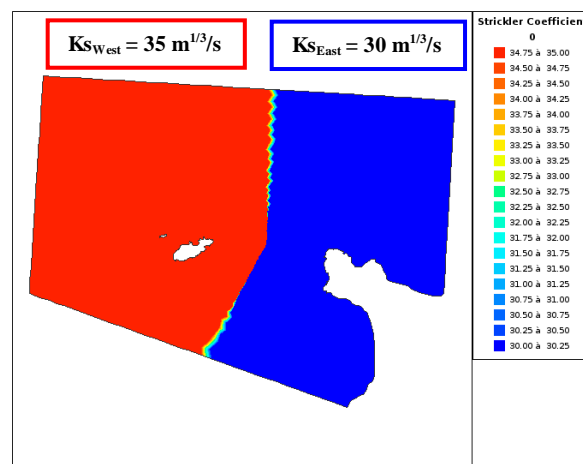 Ks_West = 35 m^1/3/s
Ks_East = 30 m^1/3/s
Strickler Coefficien
0
34.75 à 35.00
34.50 à 34.75
34.25 à 34.50
34.00 à 34.25
33.75 à 34.00
33.50 à 33.75
33.25 à 33.50
33.00 à 33.25
32.75 à 33.00
32.50 à 32.75
32.25 à 32.50
32.00 à 32.25
31.75 à 32.00
31.50 à 31.75
31.25 à 31.50
31.00 à 31.25
30.75 à 31.00
30.50 à 30.75
30.25 à 30.50
30.00 à 30.25